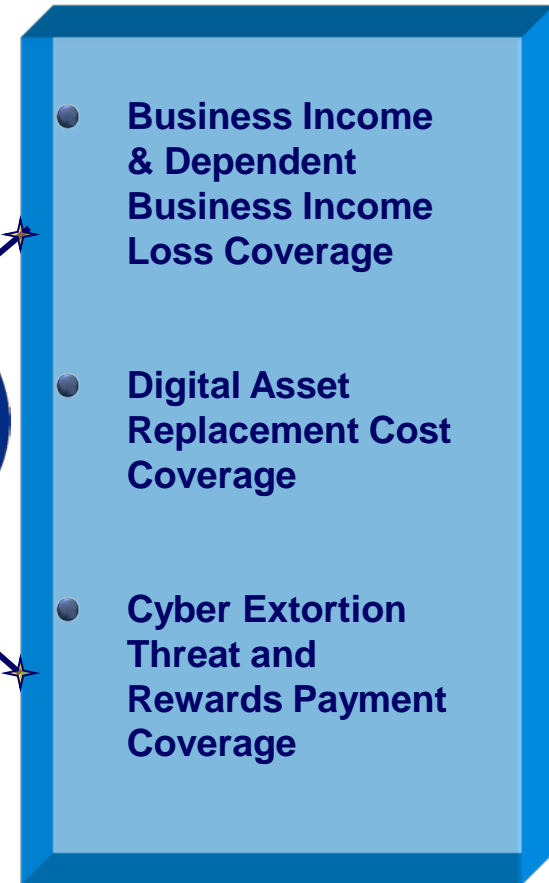 Business Income
& Dependent
Business Income
Loss Coverage
Digital Asset
Replacement Cost
Coverage
Cyber Extortion
Threat and
Rewards Payment
Coverage